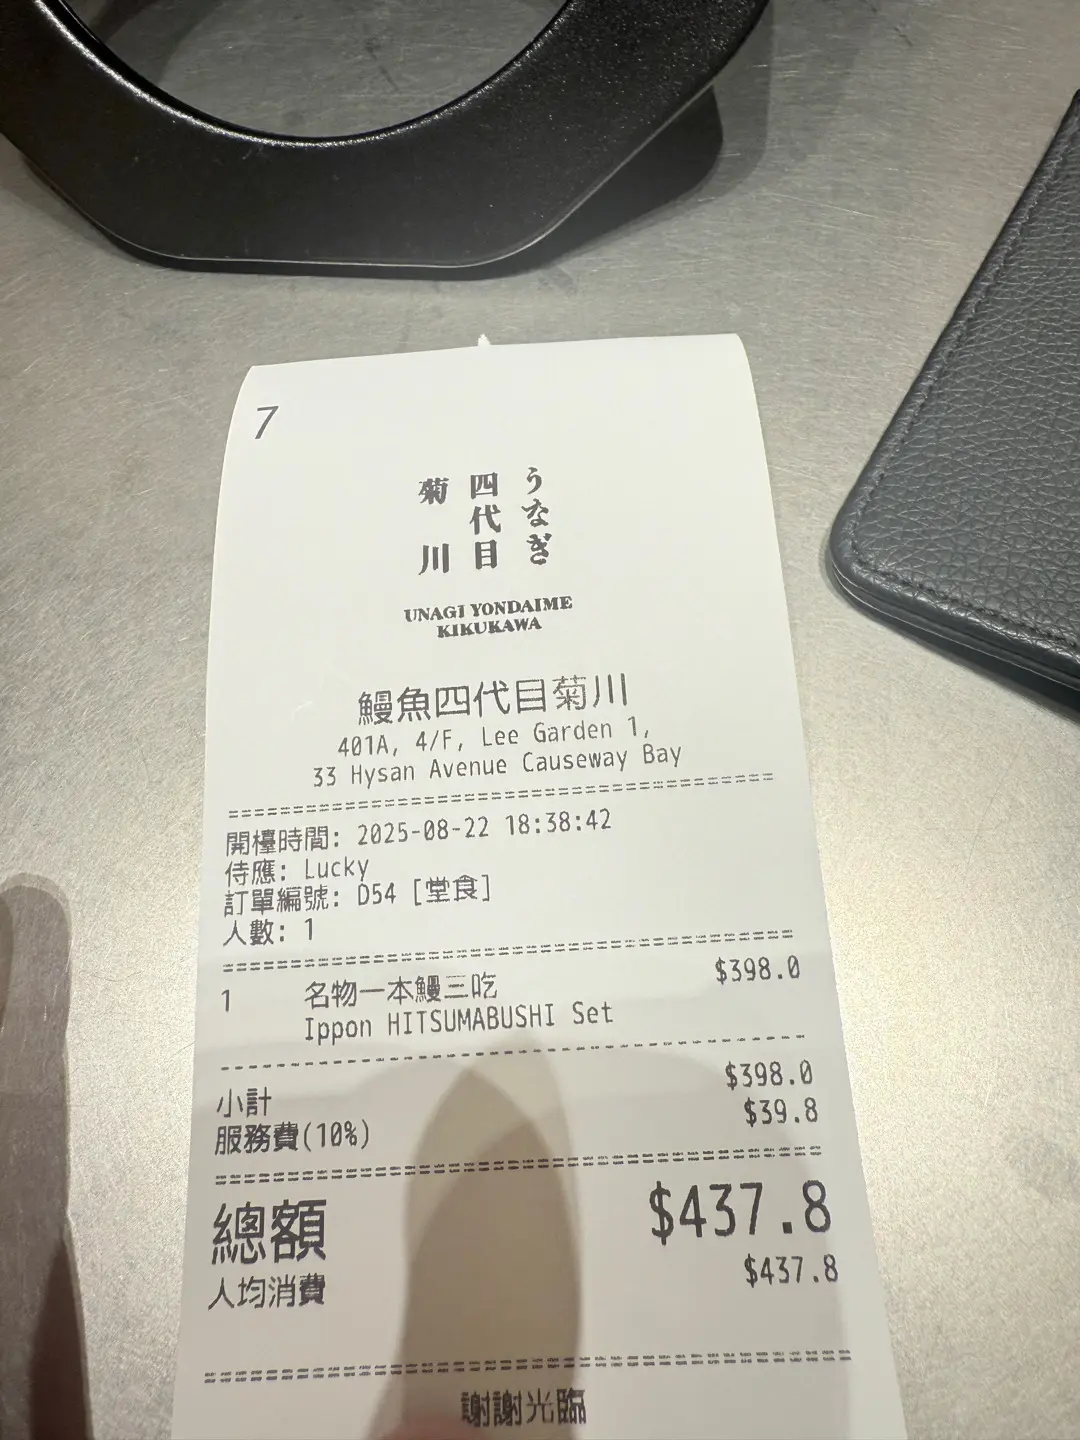 7
うなぎ
四代目
菊川
UNAGI YONDAIME
KIKUKAWA
鰻魚四代目菊川
401A, 4/F, Lee Garden 1,
33 Hysan Avenue Causeway Bay
開檯時間: 2025-08-22 18:38:42
侍應: Lucky
訂單編號: D54 [堂食]
人數: 1
1 名物一本鰻三吃 $398.0
Ippon HITSUMABUSHI Set
小計 $398.0
服務費(10%) $39.8
總額 $437.8
人均消費 $437.8
謝謝光臨